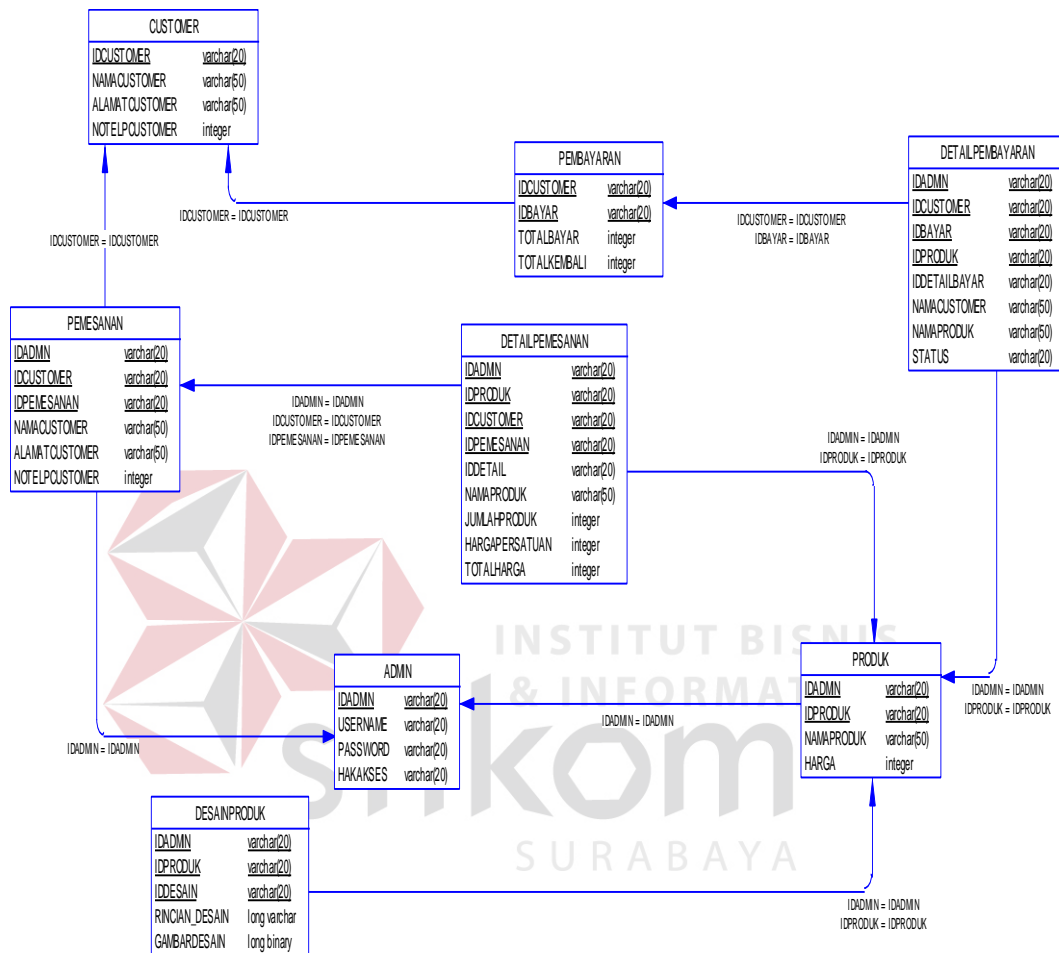 CUSTOMER
IDCUSTOMER varchar(20)
NAMACUSTOMER varchar(50)
ALAMATCUSTOMER varchar(50)
NOTELPCUSTOMER integer
PEMBAYARAN
IDCUSTOMER varchar(20)
IDBAYAR varchar(20)
TOTALBAYAR integer
TOTALKEMBALI integer
DETAILPEMBAYARAN
IDADMIN varchar(20)
IDCUSTOMER varchar(20)
IDBAYAR varchar(20)
IDPRODUK varchar(20)
IDDETAILBAYAR varchar(20)
NAMACUSTOMER varchar(50)
NAMAPRODUK varchar(50)
STATUS varchar(20)
IDCUSTOMER = IDCUSTOMER
IDCUSTOMER = IDCUSTOMER
IDBAYAR = IDBAYAR
IDCUSTOMER = IDCUSTOMER
PEMESANAN
IDADMIN varchar(20)
IDCUSTOMER varchar(20)
IDPEMESANAN varchar(20)
NAMACUSTOMER varchar(50)
ALAMATCUSTOMER varchar(50)
NOTELPCUSTOMER integer
DETAILPEMESANAN
IDADMIN varchar(20)
IDPRODUK varchar(20)
IDCUSTOMER varchar(20)
IDPEMESANAN varchar(20)
IDDETAIL varchar(20)
NAMAPRODUK varchar(50)
JUMLAHPRODUK integer
HARGAPERSATUAN integer
TOTALHARGA integer
IDADMIN = IDADMIN
IDCUSTOMER = IDCUSTOMER
IDPEMESANAN = IDPEMESANAN
IDADMIN = IDADMIN
IDPRODUK = IDPRODUK
INSTITUT BISNIS
& INFORMAT
stikom
SURABAYA
ADMIN
IDADMIN varchar(20)
USERNAME varchar(20)
PASSWORD varchar(20)
HAKAKSES varchar(20)
PRODUK
IDADMIN varchar(20)
IDPRODUK varchar(20)
NAMAPRODUK varchar(50)
HARGA integer
IDADMIN = IDADMIN
IDPRODUK = IDPRODUK
IDADMIN = IDADMIN
IDADMIN = IDADMIN
DESAINPRODUK
IDADMIN varchar(20)
IDPRODUK varchar(20)
IDDESAIN varchar(20)
RINCIAN_DESAIN long varchar
GAMBARDESAIN long binary
IDADMIN = IDADMIN
IDPRODUK = IDPRODUK